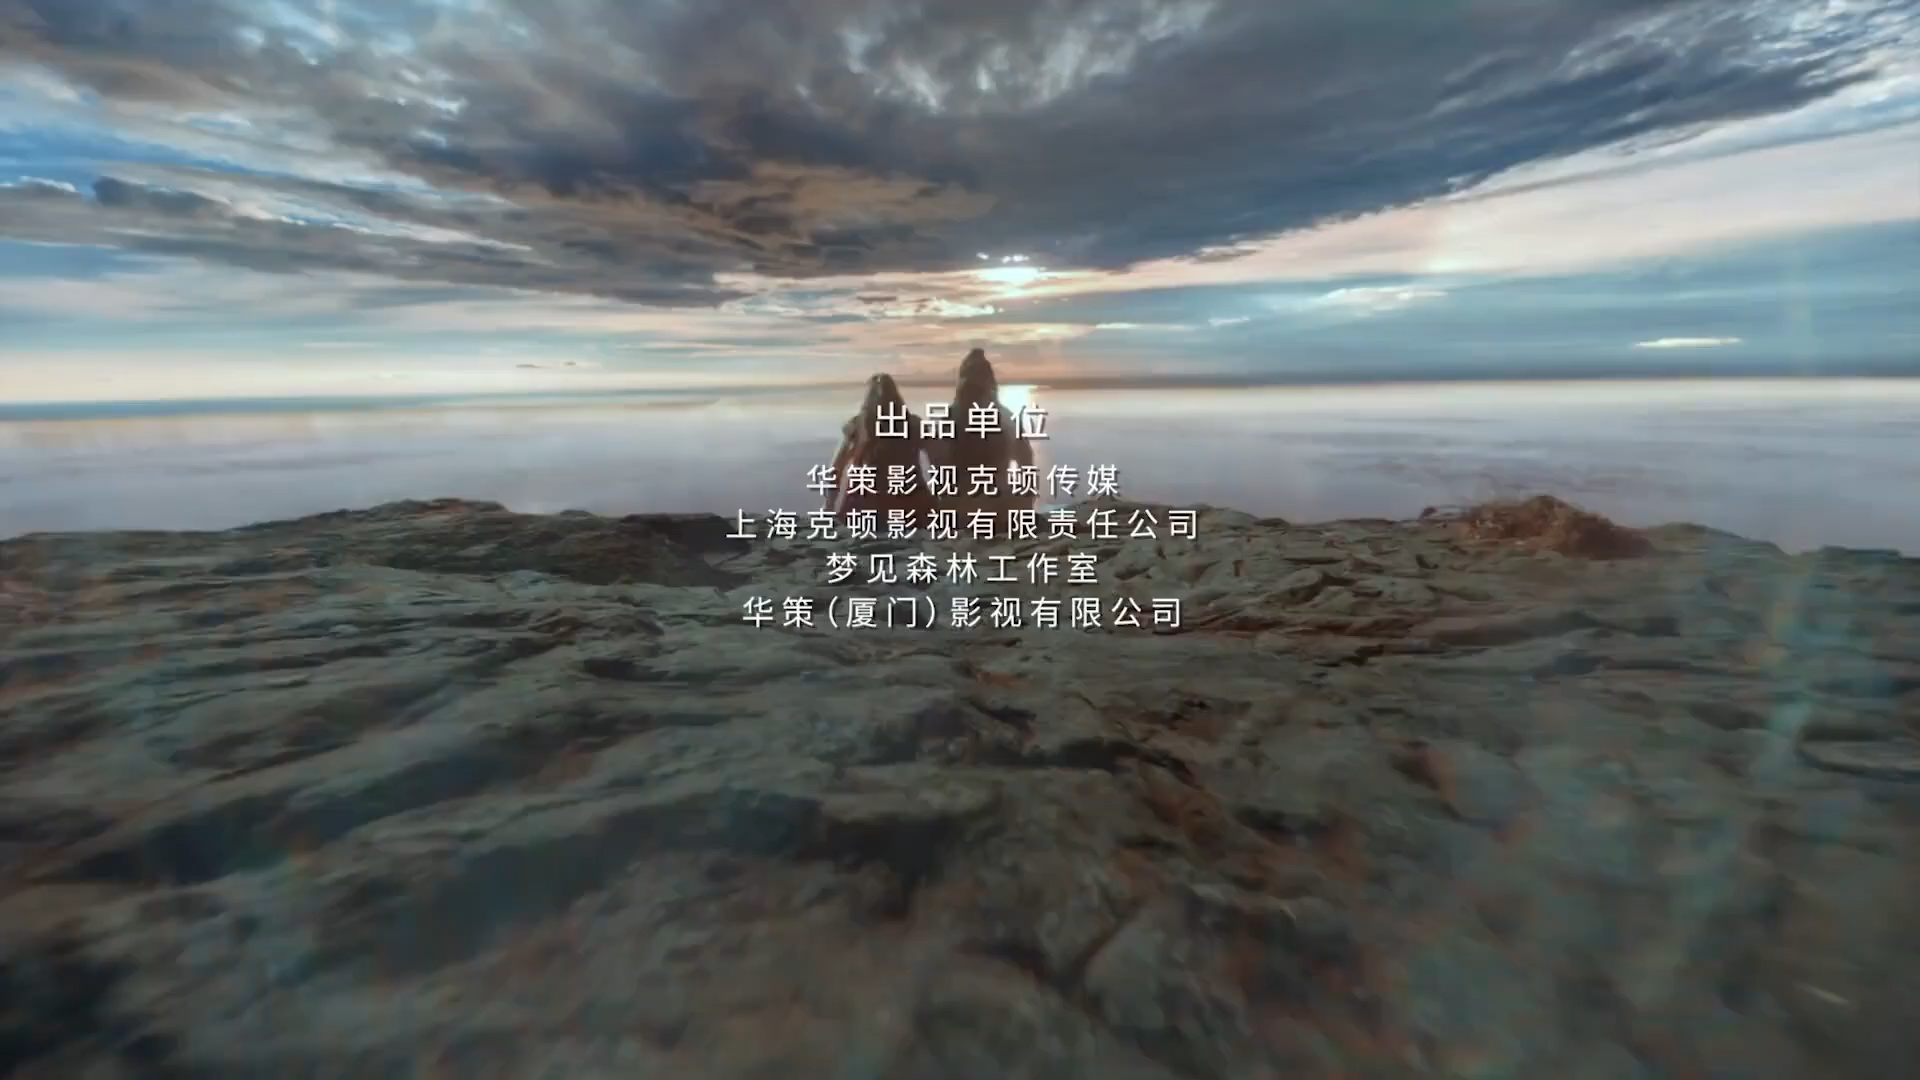 出品单位
华策影视克顿传媒
上海克顿影视有限责任公司
梦见森林工作室
华策(厦门)影视有限公司